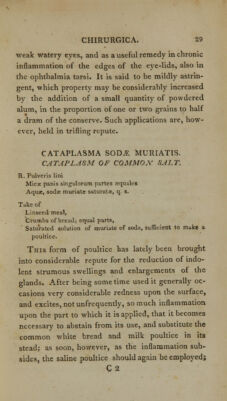 CHIRURGICA. 29
weak watery eyes, and as a useful remedy in chronic
inflammation of the edges of the eye-lids, also in
the ophthalmia tarsi. It is said to be mildly astrin-
gent, which property may be considerably increased
by the addition of a small quantity of powdered
alum, in the proportion of one or two grains to half
a dram of the conserve. Such applications are, how-
ever, held in trifling repute.
CATAPLASMA SODÆ MURIATIS.
CATAPLASM OF COMMON SALT.
R. Pulveris lini
Micæ panis singulorum partes equales
Aquæ, sodæ muriate saturatæ, q. s.
Take of
Linseed meal,
Crumbs of bread; equal parts,
Saturated solution of muriate of soda, sufficient to make a
poultice.
THIS form of poultice has lately been brought
into considerable repute for the reduction of indo-
lent strumous swellings and enlargements of the
glands. After being some time used it generally oc-
casions very considerable redness upon the surface,
and excites, not unfrequently, so much inflammation
upon the part to which it is applied, that it becomes
necessary to abstain from its use, and substitute the
common white bread and milk poultice in its
stead; as soon, however, as the inflammation sub-
sides, the saline poultice should again be employed;
C 2